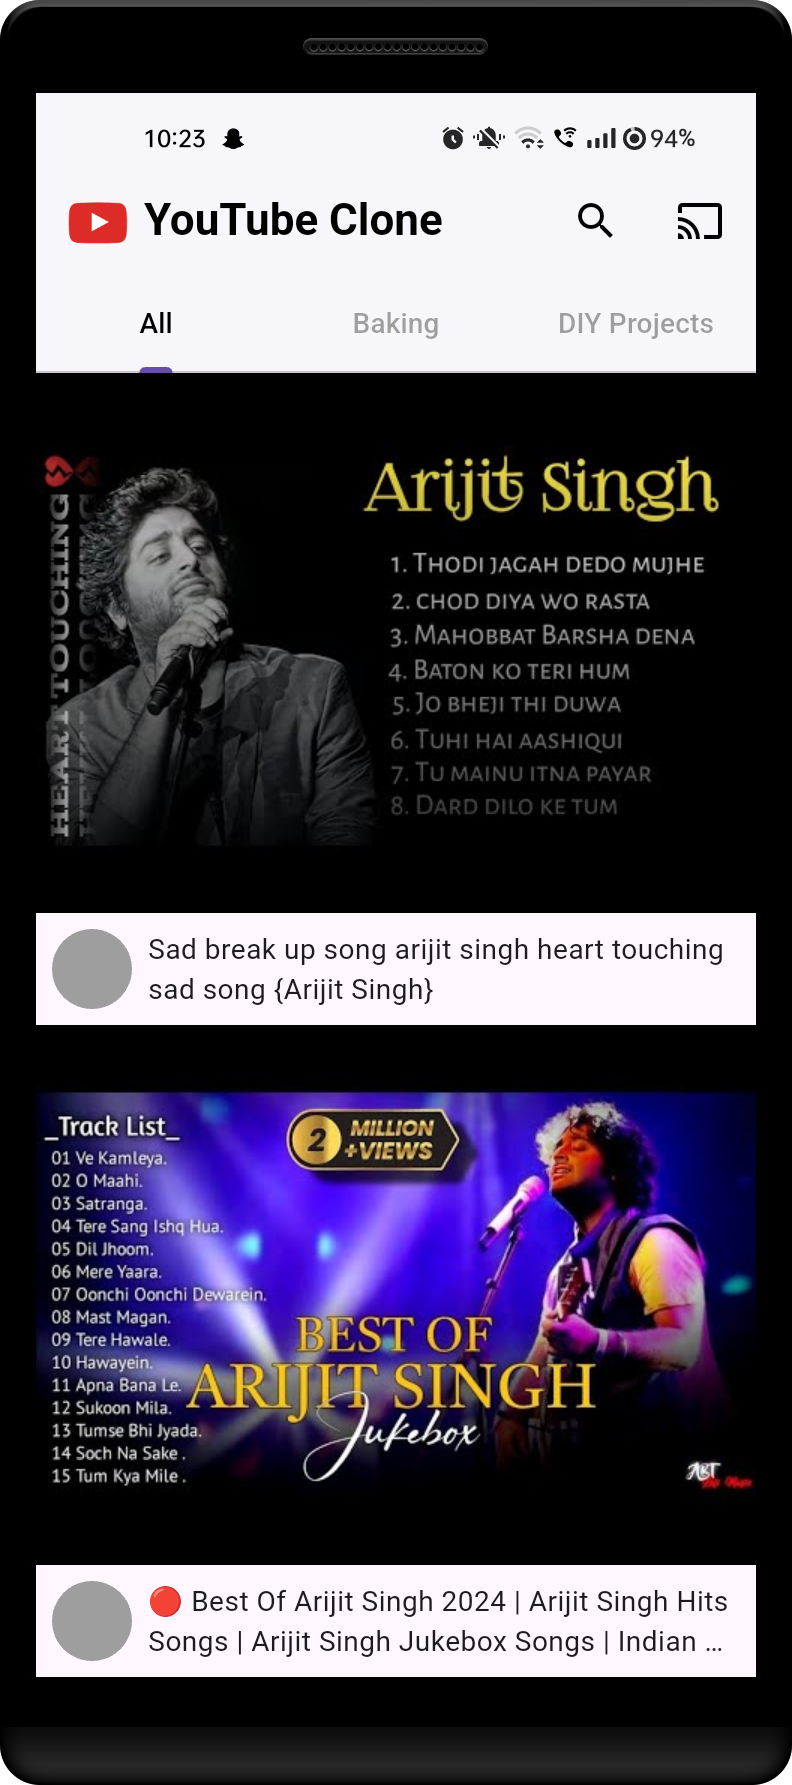 10:23
94%
YouTube Clone
All
Baking
DIY Projects
HEART TOUCHING
Arijit Singh
1. THODI JAGAH DEDO MUJHE
2. CHOD DIYA WO RASTA
3. MAHOBBAT BARSHA DENA
4. BATON KO TERI HUM
5. JO BHEJI THI DUWA
6. TUHI HAI AASHIQUI
7. TU MAINU ITNA PAYAR
8. DARD DILO KE TUM
Sad break up song arijit singh heart touching
sad song {Arijit Singh}
_Track List_
01 Ve Kamleya.
02 O Maahi.
03 Satranga.
04 Tere Sang Ishq Hua.
05 Dil Jhoom.
06 Mere Yaara.
07 Oonchi Oonchi Dewarein.
08 Mast Magan.
09 Tere Hawale.
10 Hawayein.
11 Apna Bana Le.
12 Sukoon Mila.
13 Tumse Bhi Jyada.
14 Soch Na Sake .
15 Tum Kya Mile .
2 MILLION
+VIEWS
BEST OF
ARIJIT SINGH
Jukebox
ABT
🔴 Best Of Arijit Singh 2024 | Arijit Singh Hits
Songs | Arijit Singh Jukebox Songs | Indian ...